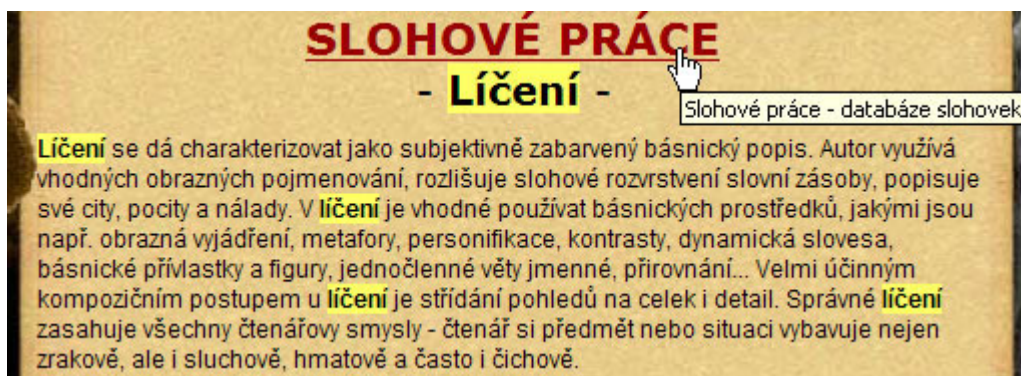 SLOHOVÉ PRÁCE
- Líčení -
Slohové práce - databáze slohovek
Líčení se dá charakterizovat jako subjektivně zabarvený básnický popis. Autor využívá
vhodných obrazných pojmenování, rozlišuje slohové rozvrstvení slovní zásoby, popisuje
své city, pocity a nálady. V líčení je vhodné používat básnických prostředků, jakými jsou
např. obrazná vyjádření, metafory, personifikace, kontrasty, dynamická slovesa,
básnické přívlastky a figury, jednočlenné věty jmenné, přirovnání... Velmi účinným
kompozičním postupem u líčení je střídání pohledů na celek i detail. Správné líčení
zasahuje všechny čtenářovy smysly - čtenář si předmět nebo situaci vybavuje nejen
zrakově, ale i sluchově, hmatově a často i čichově.